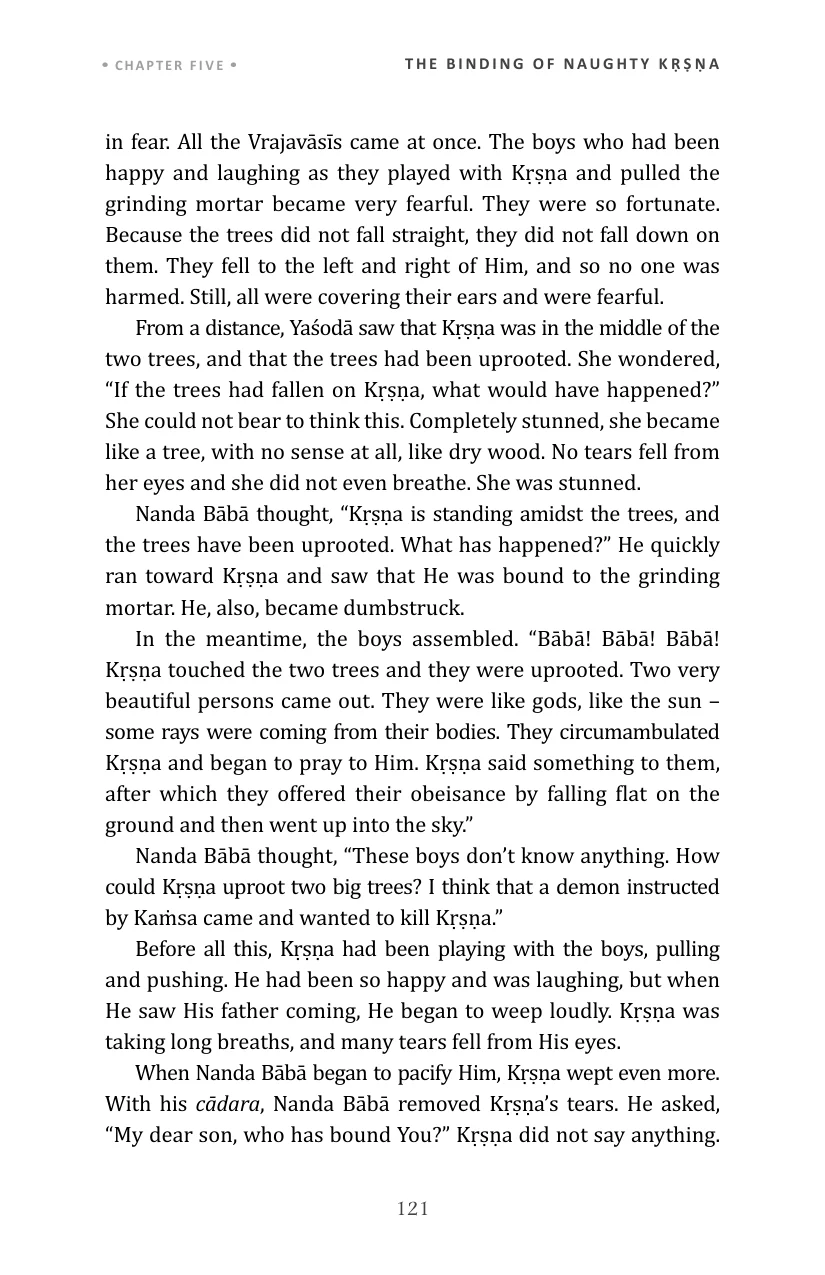 • CHAPTER FIVE •
THE BINDING OF NAUGHTY KṚṢṆA
in fear. All the Vrajavāsīs came at once. The boys who had been
happy and laughing as they played with Kṛṣṇa and pulled the
grinding mortar became very fearful. They were so fortunate.
Because the trees did not fall straight, they did not fall down on
them. They fell to the left and right of Him, and so no one was
harmed. Still, all were covering their ears and were fearful.
From a distance, Yaśodā saw that Kṛṣṇa was in the middle of the
two trees, and that the trees had been uprooted. She wondered,
“If the trees had fallen on Kṛṣṇa, what would have happened?”
She could not bear to think this. Completely stunned, she became
like a tree, with no sense at all, like dry wood. No tears fell from
her eyes and she did not even breathe. She was stunned.
Nanda Bābā thought, “Kṛṣṇa is standing amidst the trees, and
the trees have been uprooted. What has happened?” He quickly
ran toward Kṛṣṇa and saw that He was bound to the grinding
mortar. He, also, became dumbstruck.
In the meantime, the boys assembled. “Bābā! Bābā! Bābā!
Kṛṣṇa touched the two trees and they were uprooted. Two very
beautiful persons came out. They were like gods, like the sun –
some rays were coming from their bodies. They circumambulated
Kṛṣṇa and began to pray to Him. Kṛṣṇa said something to them,
after which they offered their obeisance by falling flat on the
ground and then went up into the sky.”
Nanda Bābā thought, “These boys don’t know anything. How
could Kṛṣṇa uproot two big trees? I think that a demon instructed
by Kaṁsa came and wanted to kill Kṛṣṇa.”
Before all this, Kṛṣṇa had been playing with the boys, pulling
and pushing. He had been so happy and was laughing, but when
He saw His father coming, He began to weep loudly. Kṛṣṇa was
taking long breaths, and many tears fell from His eyes.
When Nanda Bābā began to pacify Him, Kṛṣṇa wept even more.
With his cādara, Nanda Bābā removed Kṛṣṇa’s tears. He asked,
“My dear son, who has bound You?” Kṛṣṇa did not say anything.
121